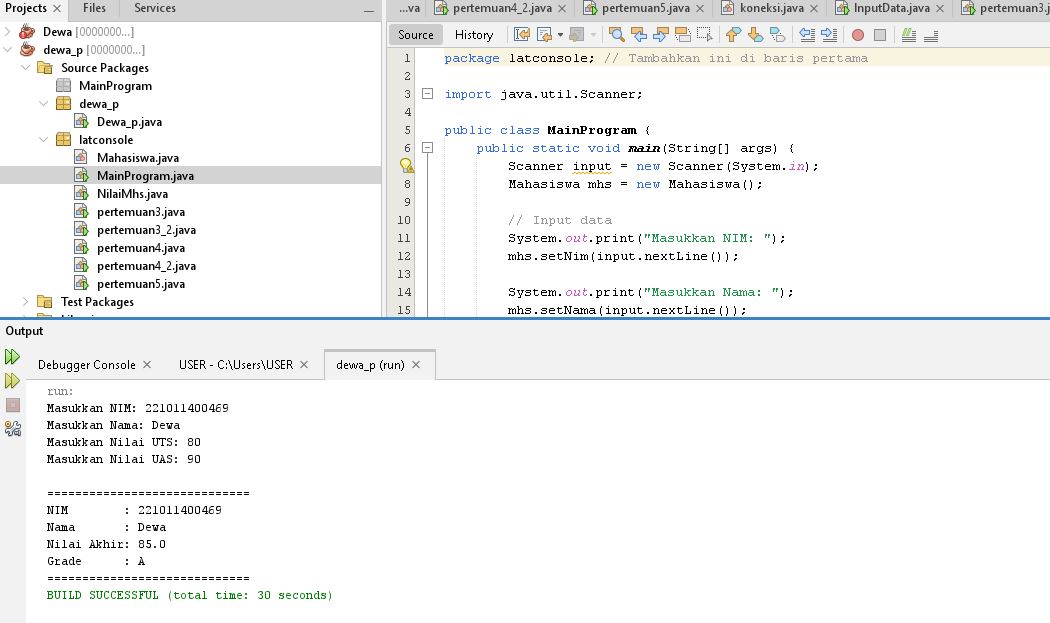 Projects × Files Services
Dewa [0000000...]
dewa_p [0000000...]
Source Packages
MainProgram
dewa_p
Dewa_p.java
latconsole
Mahasiswa.java
MainProgram.java
NilaiMhs.java
pertemuan3.java
pertemuan3_2.java
pertemuan4.java
pertemuan4_2.java
pertemuan5.java
Test Packages
...va pertemuan4_2.java × pertemuan5.java × koneksi.java × InputData.java × pertemuan3.j
Source History
1 package latconsole; // Tambahkan ini di baris pertama
2
3 import java.util.Scanner;
4
5 public class MainProgram {
6 public static void main(String[] args) {
Scanner input = new Scanner(System.in);
8 Mahasiswa mhs = new Mahasiswa();
9
10 // Input data
11 System.out.print("Masukkan NIM: ");
12 mhs.setNim(input.nextLine());
13
14 System.out.print("Masukkan Nama: ");
15 mhs.setNama(input.nextLine());
Output
Debugger Console × USER - C:\Users\USER × dewa_p (run) ×
run:
Masukkan NIM: 221011400469
Masukkan Nama: Dewa
Masukkan Nilai UTS: 80
Masukkan Nilai UAS: 90
=============================
NIM : 221011400469
Nama : Dewa
Nilai Akhir: 85.0
Grade : A
=============================
BUILD SUCCESSFUL (total time: 30 seconds)